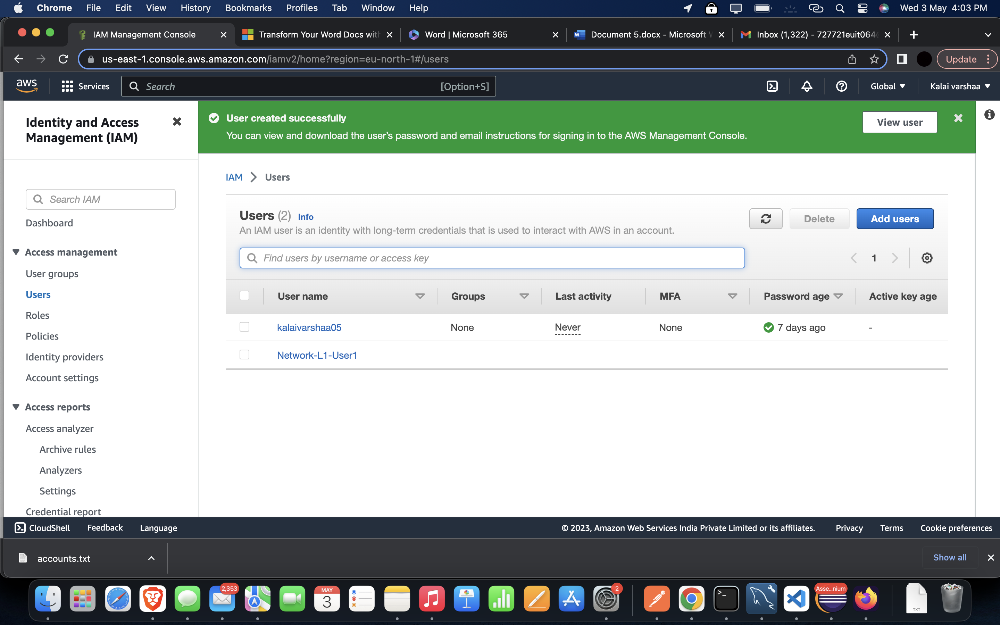 Chrome File Edit View History Bookmarks Profiles Tab Window Help Wed 3 May 4:03 PM
IAM Management Console Transform Your Word Docs with Word | Microsoft 365 Document 5.docx - Microsoft W Inbox (1,322) - 727721euit064
us-east-1.console.aws.amazon.com/iamv2/home?region=eu-north-1#/users Update
aws Services Search [Option+S] Global Kalai varshaa
Identity and Access
Management (IAM)
User created successfully
You can view and download the user's password and email instructions for signing in to the AWS Management Console.
View user
Search IAM
Dashboard
Access management
User groups
Users
Roles
Policies
Identity providers
Account settings
Access reports
Access analyzer
Archive rules
Analyzers
Settings
Credential report
IAM > Users
Users (2) Info
An IAM user is an identity with long-term credentials that is used to interact with AWS in an account.
Delete Add users
Find users by username or access key
1
User name Groups Last activity MFA Password age Active key age
kalaivarshaa05 None Never None 7 days ago -
Network-L1-User1
CloudShell Feedback Language © 2023, Amazon Web Services India Private Limited or its affiliates. Privacy Terms Cookie preferences
accounts.txt Show all
2,353
MAY
3
2
Asse...nium
TXT